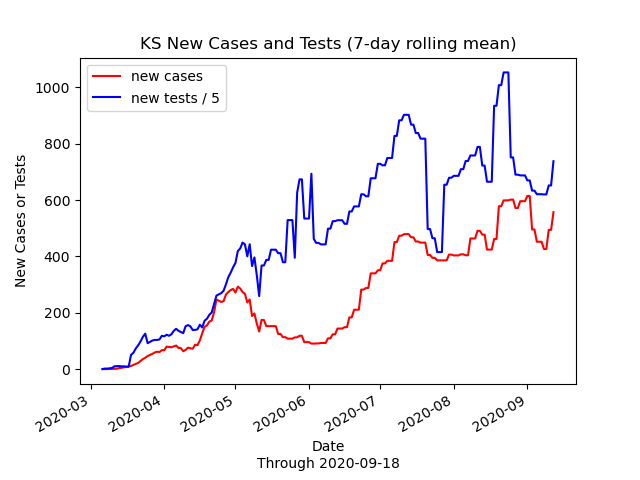 KS New Cases and Tests (7-day rolling mean)
new cases
new tests / 5
New Cases or Tests
1000
800
600
400
200
0
2020-03
2020-04
2020-05
2020-06
2020-07
2020-08
2020-09
Date
Through 2020-09-18